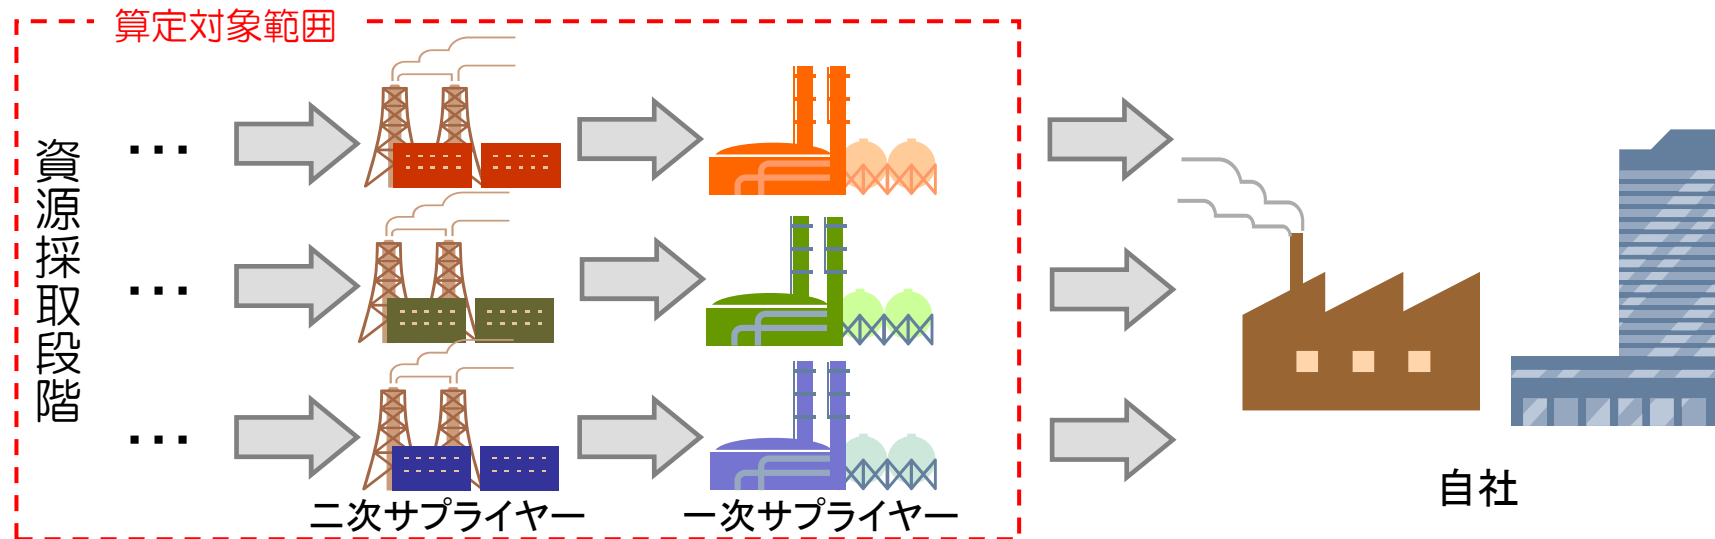 算定対象範囲
資源採取段階
・・・
・・・
・・・
二次サプライヤー
一次サプライヤー
自社